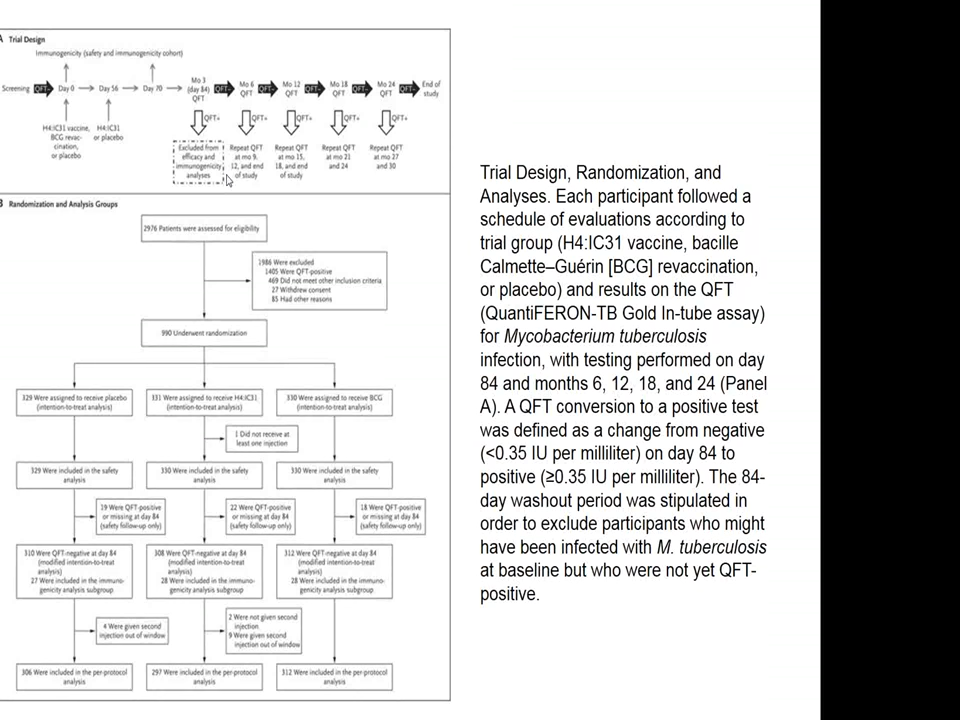 A Trial Design
Immunogenicity (safety and immunogenicity cohort)
Screening QFT- Day 0 Day 56 Day 70 Mo 3 (day 84) QFT QFT- Mo 6 QFT QFT- Mo 12 QFT QFT- Mo 18 QFT QFT- Mo 24 QFT QFT- End of study
QFT+ QFT+ QFT+ QFT+ QFT+
H4:IC31 vaccine,
BCG revac-
cination,
or placebo
H4:IC31
or placebo
Excluded from
efficacy and
immunogenicity
analyses
Repeat QFT
at mo 9,
12, and end
of study
Repeat QFT
at mo 15,
18, and end
of study
Repeat QFT
at mo 21
and 24
Repeat QFT
at mo 27
and 30
B Randomization and Analysis Groups
2976 Patients were assessed for eligibility
1986 Were excluded
1405 Were QFT-positive
469 Did not meet other inclusion criteria
27 Withdrew consent
85 Had other reasons
990 Underwent randomization
329 Were assigned to receive placebo
(intention-to-treat analysis)
331 Were assigned to receive H4:IC31
(intention-to-treat analysis)
330 Were assigned to receive BCG
(intention-to-treat analysis)
1 Did not receive at
least one injection
329 Were included in the safety
analysis
330 Were included in the safety
analysis
330 Were included in the safety
analysis
19 Were QFT-positive
or missing at day 84
(safety follow-up only)
22 Were QFT-positive
or missing at day 84
(safety follow-up only)
18 Were QFT-positive
or missing at day 84
(safety follow-up only)
310 Were QFT-negative at day 84
(modified intention-to-treat
analysis)
27 Were included in the immuno-
genicity analysis subgroup
308 Were QFT-negative at day 84
(modified intention-to-treat
analysis)
28 Were included in the immuno-
genicity analysis subgroup
312 Were QFT-negative at day 84
(modified intention-to-treat
analysis)
28 Were included in the immuno-
genicity analysis subgroup
4 Were given second
injection out of window
2 Were not given second
injection
9 Were given second
injection out of window
306 Were included in the per-protocol
analysis
297 Were included in the per-protocol
analysis
312 Were included in the per-protocol
analysis
Trial Design, Randomization, and
Analyses. Each participant followed a
schedule of evaluations according to
trial group (H4:IC31 vaccine, bacille
Calmette–Guérin [BCG] revaccination,
or placebo) and results on the QFT
(QuantiFERON-TB Gold In-tube assay)
for Mycobacterium tuberculosis
infection, with testing performed on day
84 and months 6, 12, 18, and 24 (Panel
A). A QFT conversion to a positive test
was defined as a change from negative
(<0.35 IU per milliliter) on day 84 to
positive (≥0.35 IU per milliliter). The 84-
day washout period was stipulated in
order to exclude participants who might
have been infected with M. tuberculosis
at baseline but who were not yet QFT-
positive.